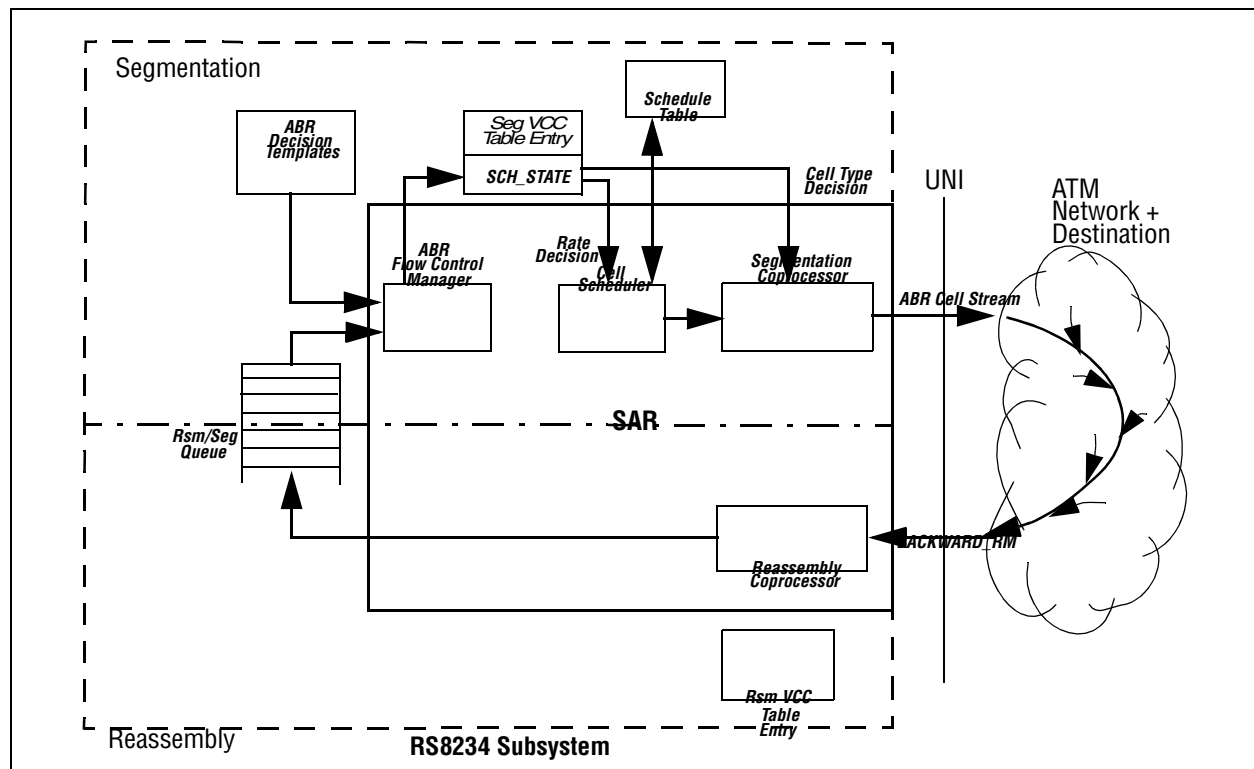 Segmentation
Schedule
Table
ABR
Decision
Templates
Seg VCC
Table Entry
SCH_STATE
Cell Type
Decision
UNI
ATM
Network +
Destination
ABR
Flow Control
Manager
Rate
Decision
Cell
Scheduler
Segmentation
Coprocessor
ABR Cell Stream
SAR
Rsm/Seg
Queue
BACKWARD_RM
Reassembly
Coprocessor
Rsm VCC
Table
Entry
Reassembly
RS8234 Subsystem